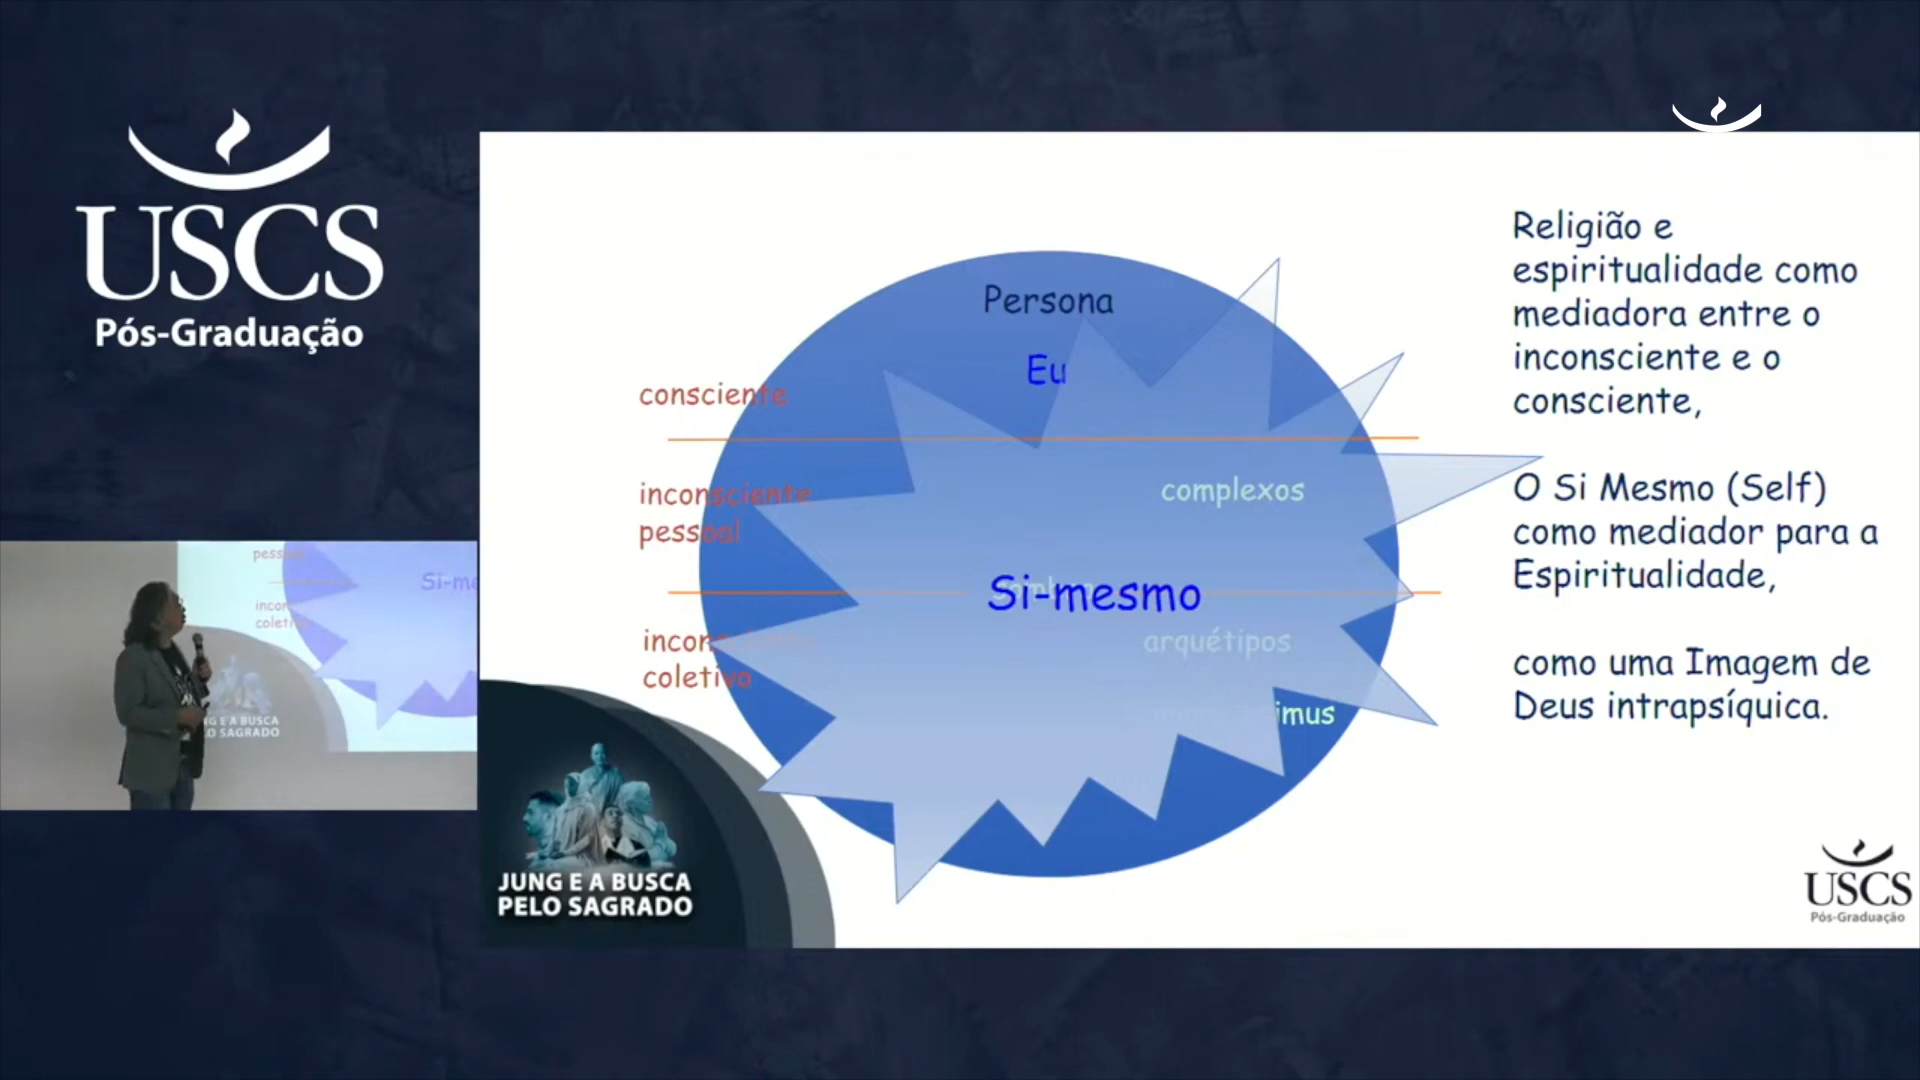 USCS
Pós-Graduação
Persona
Eu
consciente
inconsciente
pessoal
complexos
Si-mesmo
arquétipos
coletivo
Religião e
espiritualidade como
mediadora entre o
inconsciente e o
consciente,
O Si Mesmo (Self)
como mediador para a
Espiritualidade,
como uma Imagem de
Deus intrapsíquica.
JUNG E A BUSCA
PELO SAGRADO
USCS
Pós-Graduação